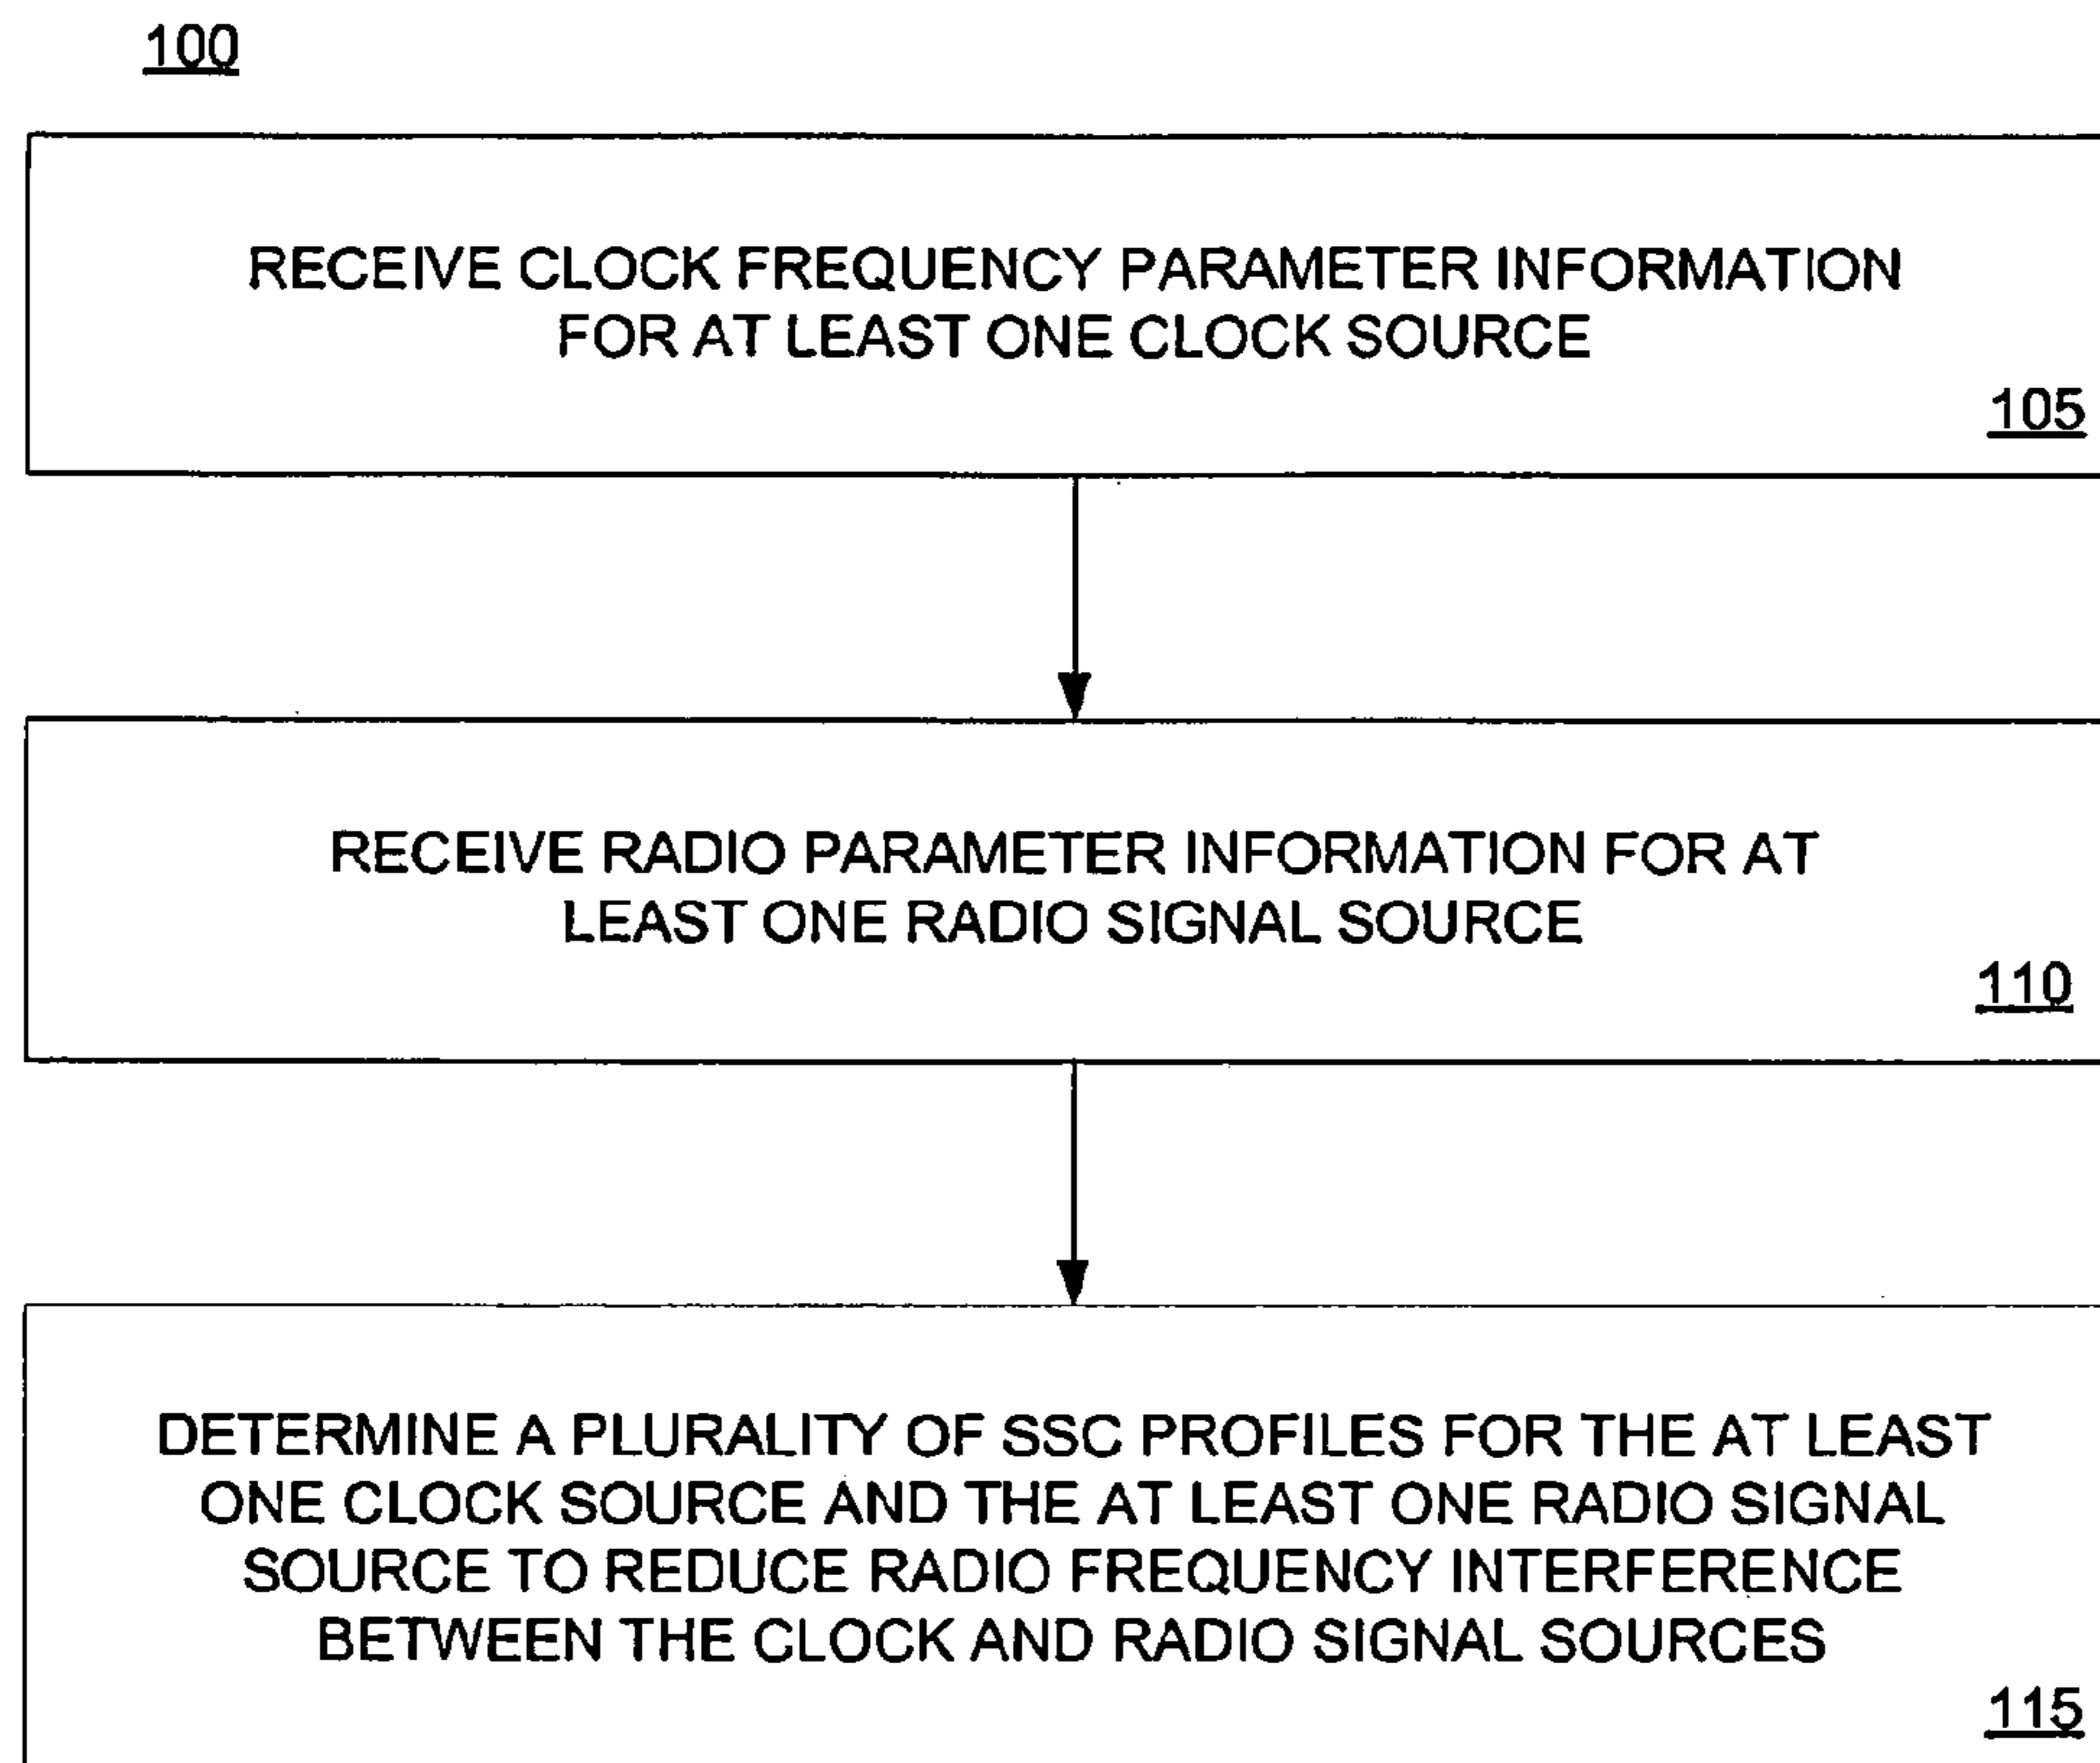 100
RECEIVE CLOCK FREQUENCY PARAMETER INFORMATION
FOR AT LEAST ONE CLOCK SOURCE
105
RECEIVE RADIO PARAMETER INFORMATION FOR AT
LEAST ONE RADIO SIGNAL SOURCE
110
DETERMINE A PLURALITY OF SSC PROFILES FOR THE AT LEAST
ONE CLOCK SOURCE AND THE AT LEAST ONE RADIO SIGNAL
SOURCE TO REDUCE RADIO FREQUENCY INTERFERENCE
BETWEEN THE CLOCK AND RADIO SIGNAL SOURCES
115